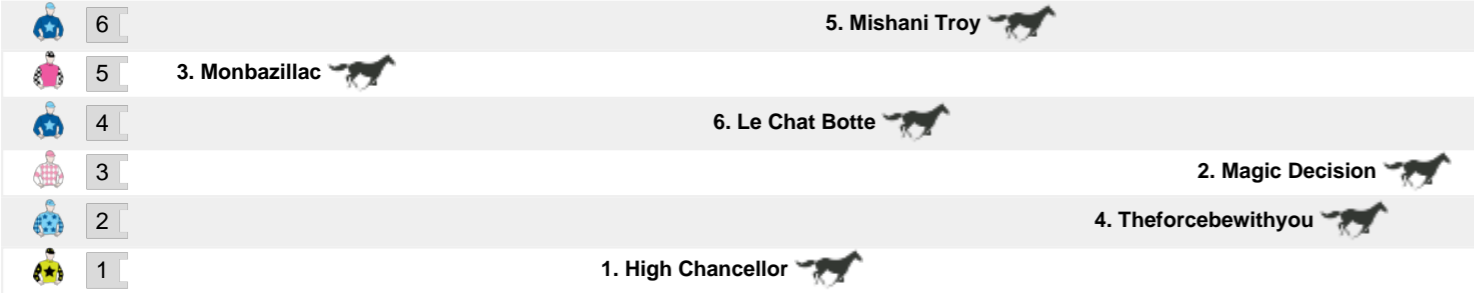 6 5. Mishani Troy
5 3. Monbazillac
4 6. Le Chat Botte
3 2. Magic Decision
2 4. Theforcebewithyou
1 1. High Chancellor